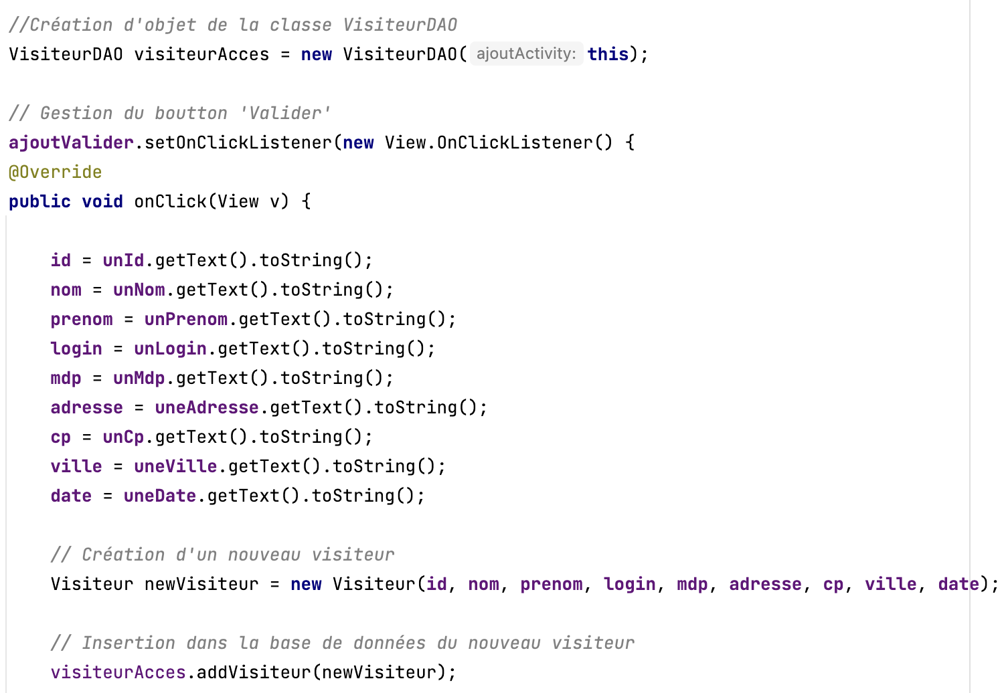 //Création d'objet de la classe VisiteurDAO
VisiteurDAO visiteurAcces = new VisiteurDAO( ajoutActivity: this);
// Gestion du boutton 'Valider'
ajoutValider.setOnClickListener(new View.OnClickListener() {
@Override
public void onClick(View v) {
id = unId.getText().toString();
nom = unNom.getText().toString();
prenom = unPrenom.getText().toString();
login = unLogin.getText().toString();
mdp = unMdp.getText().toString();
adresse = uneAdresse.getText().toString();
cp = unCp.getText().toString();
ville = uneVille.getText().toString();
date = uneDate.getText().toString();
// Création d'un nouveau visiteur
Visiteur newVisiteur = new Visiteur(id, nom, prenom, login, mdp, adresse, cp, ville, date);
// Insertion dans la base de données du nouveau visiteur
visiteurAcces.addVisiteur(newVisiteur);